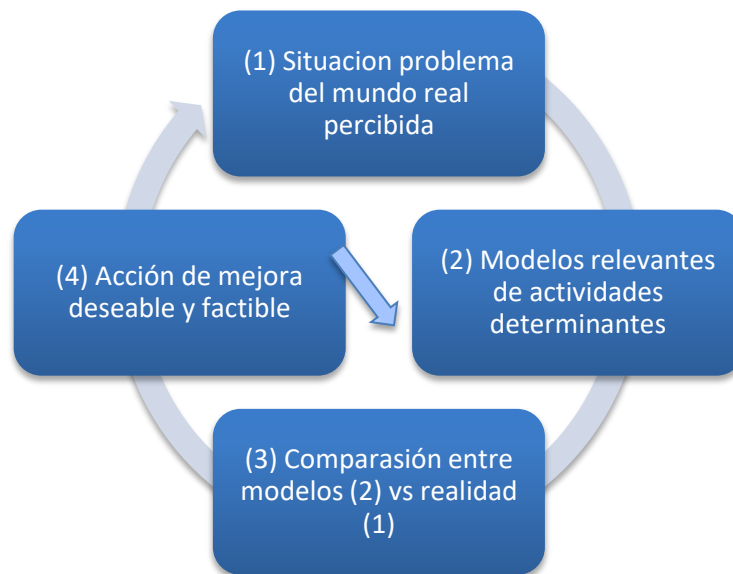 (1) Situacion problema
del mundo real
percibida
(2) Modelos relevantes
de actividades
determinantes
(3) Comparasión entre
modelos (2) vs realidad
(1)
(4) Acción de mejora
deseable y factible